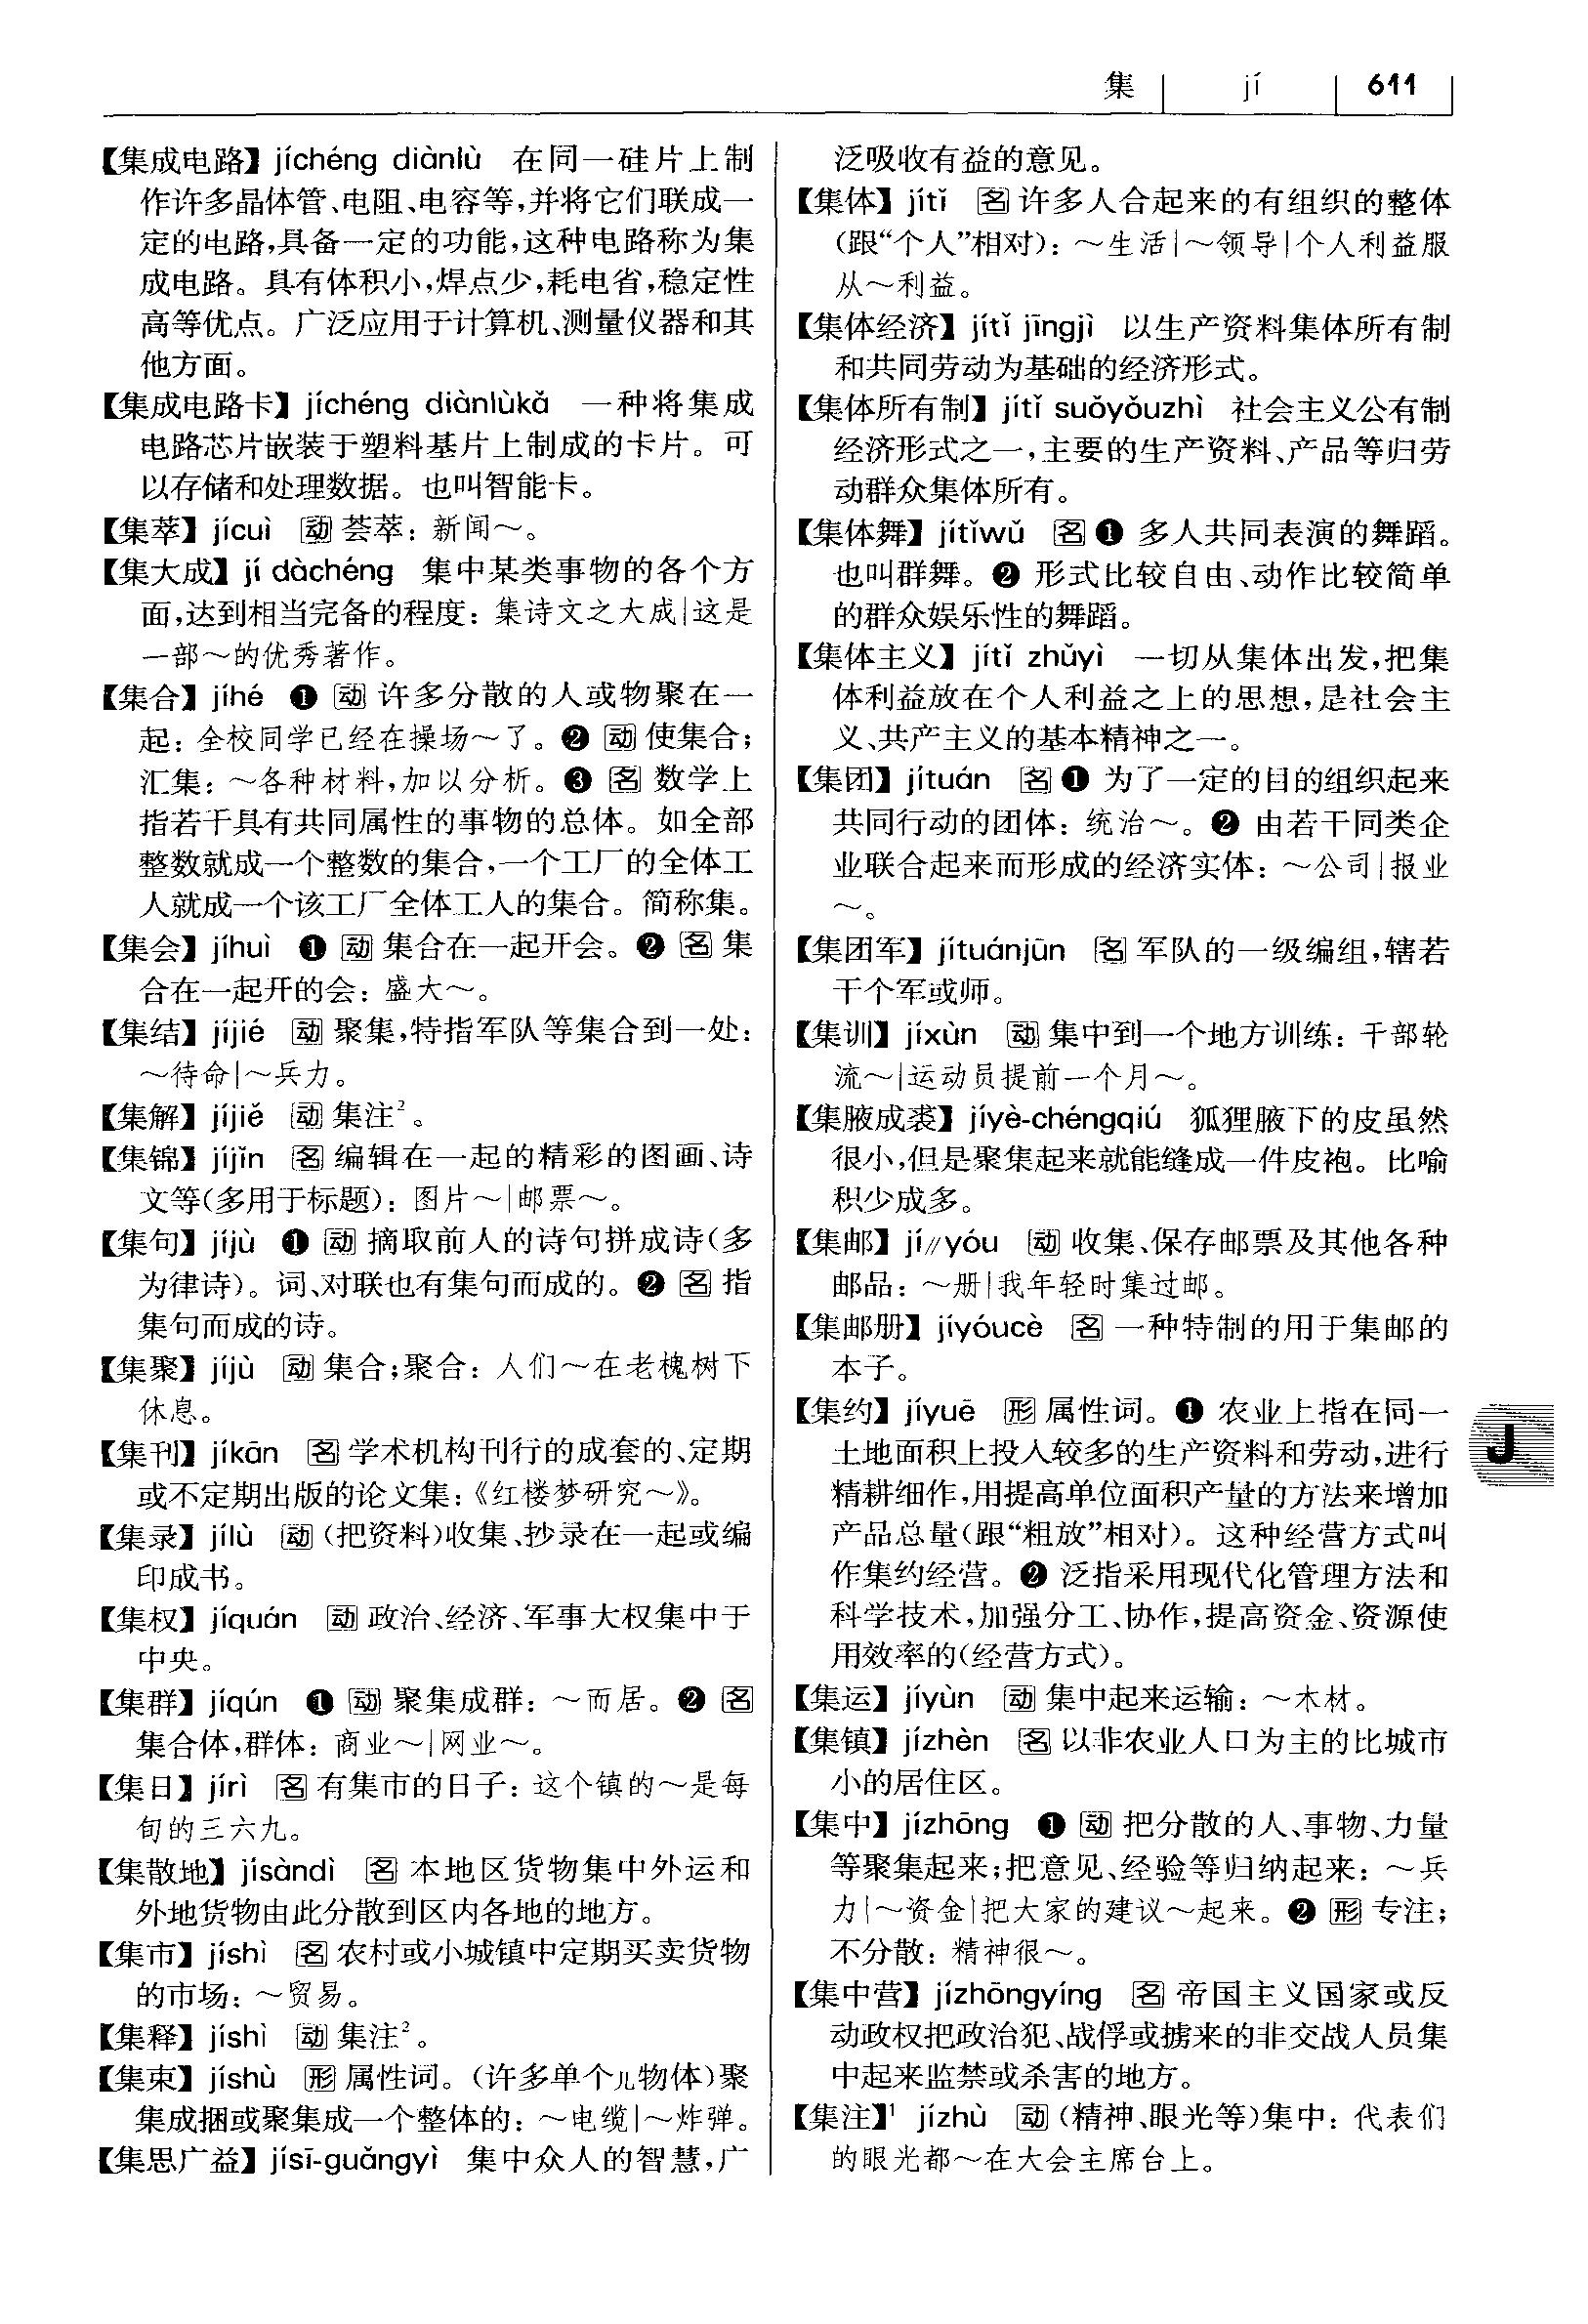 集 jí 611
【集成电路】jíchéng diànlù 在同一硅片上制
作许多晶体管、电阻、电容等,并将它们联成一
定的电路,具备一定的功能,这种电路称为集
成电路。具有体积小,焊点少,耗电省,稳定性
高等优点。广泛应用于计算机、测量仪器和其
他方面。
【集成电路卡】jíchéng diànlùkǎ 一种将集成
电路芯片嵌装于塑料基片上制成的卡片。可
以存储和处理数据。也叫智能卡。
【集萃】jícuì 动 荟萃：新闻～。
【集大成】jí dàchéng 集中某类事物的各个方
面,达到相当完备的程度：集诗文之大成|这是
一部～的优秀著作。
【集合】jíhé ❶ 动 许多分散的人或物聚在一
起：全校同学已经在操场～了。❷ 动 使集合；
汇集：～各种材料,加以分析。❸ 名 数学上
指若干具有共同属性的事物的总体。如全部
整数就成一个整数的集合,一个工厂的全体工
人就成一个该工厂全体工人的集合。简称集。
【集会】jíhuì ❶ 动 集合在一起开会。❷ 名 集
合在一起开的会：盛大～。
【集结】jíjié 动 聚集,特指军队等集合到一处：
～待命|～兵力。
【集解】jíjiě 动 集注²。
【集锦】jíjǐn 名 编辑在一起的精彩的图画、诗
文等(多用于标题)：图片～|邮票～。
【集句】jíjù ❶ 动 摘取前人的诗句拼成诗(多
为律诗)。词、对联也有集句而成的。❷ 名 指
集句而成的诗。
【集聚】jíjù 动 集合；聚合：人们～在老槐树下
休息。
【集刊】jíkān 名 学术机构刊行的成套的、定期
或不定期出版的论文集：《红楼梦研究～》。
【集录】jílù 动 (把资料)收集、抄录在一起或编
印成书。
【集权】jíquán 动 政治、经济、军事大权集中于
中央。
【集群】jíqún ❶ 动 聚集成群：～而居。❷ 名
集合体,群体：商业～|网业～。
【集日】jírì 名 有集市的日子：这个镇的～是每
旬的三六九。
【集散地】jísàndì 名 本地区货物集中外运和
外地货物由此分散到区内各地的地方。
【集市】jíshì 名 农村或小城镇中定期买卖货物
的市场：～贸易。
【集释】jíshì 动 集注²。
【集束】jíshù 形 属性词。(许多单个儿物体)聚
集成捆或聚集成一个整体的：～电缆|～炸弹。
【集思广益】jísī-guǎngyì 集中众人的智慧,广
泛吸收有益的意见。
【集体】jítǐ 名 许多人合起来的有组织的整体
(跟“个人”相对)：～生活|～领导|个人利益服
从～利益。
【集体经济】jítǐ jīngjì 以生产资料集体所有制
和共同劳动为基础的经济形式。
【集体所有制】jítǐ suǒyǒuzhì 社会主义公有制
经济形式之一,主要的生产资料、产品等归劳
动群众集体所有。
【集体舞】jítǐwǔ 名 ❶ 多人共同表演的舞蹈。
也叫群舞。❷ 形式比较自由、动作比较简单
的群众娱乐性的舞蹈。
【集体主义】jítǐ zhǔyì 一切从集体出发,把集
体利益放在个人利益之上的思想,是社会主
义、共产主义的基本精神之一。
【集团】jítuán 名 ❶ 为了一定的目的组织起来
共同行动的团体：统治～。❷ 由若干同类企
业联合起来而形成的经济实体：～公司|报业
～。
【集团军】jítuánjūn 名 军队的一级编组,辖若
干个军或师。
【集训】jíxùn 动 集中到一个地方训练：干部轮
流～|运动员提前一个月～。
【集腋成裘】jíyè-chéngqiú 狐狸腋下的皮虽然
很小,但是聚集起来就能缝成一件皮袍。比喻
积少成多。
【集邮】jí//yóu 动 收集、保存邮票及其他各种
邮品：～册|我年轻时集过邮。
【集邮册】jíyóucè 名 一种特制的用于集邮的
本子。
【集约】jíyuē 形 属性词。❶ 农业上指在同一
土地面积上投入较多的生产资料和劳动,进行
精耕细作,用提高单位面积产量的方法来增加
产品总量(跟“粗放”相对)。这种经营方式叫
作集约经营。❷ 泛指采用现代化管理方法和
科学技术,加强分工、协作,提高资金、资源使
用效率的(经营方式)。
【集运】jíyùn 动 集中起来运输：～木材。
【集镇】jízhèn 名 以非农业人口为主的比城市
小的居住区。
【集中】jízhōng ❶ 动 把分散的人、事物、力量
等聚集起来；把意见、经验等归纳起来：～兵
力|～资金|把大家的建议～起来。❷ 形 专注；
不分散：精神很～。
【集中营】jízhōngyíng 名 帝国主义国家或反
动政权把政治犯、战俘或掳来的非交战人员集
中起来监禁或杀害的地方。
【集注】¹ jízhù 动 (精神、眼光等)集中：代表们
的眼光都～在大会主席台上。
J